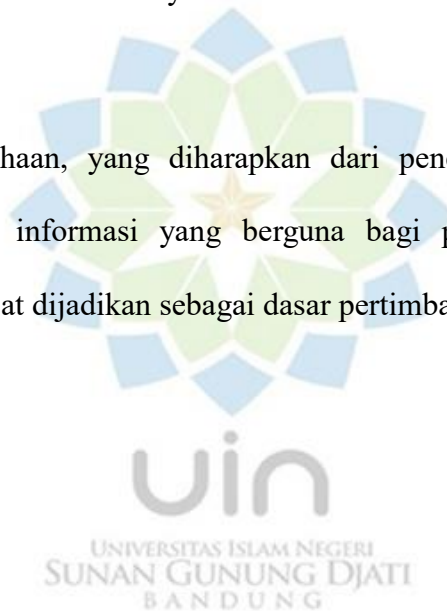 haan, yang diharapkan dari pen
informasi yang berguna bagi p
at dijadikan sebagai dasar pertimba
uin
UNIVERSITAS ISLAM NEGERI
SUNAN GUNUNG DJATI
BANDUNG